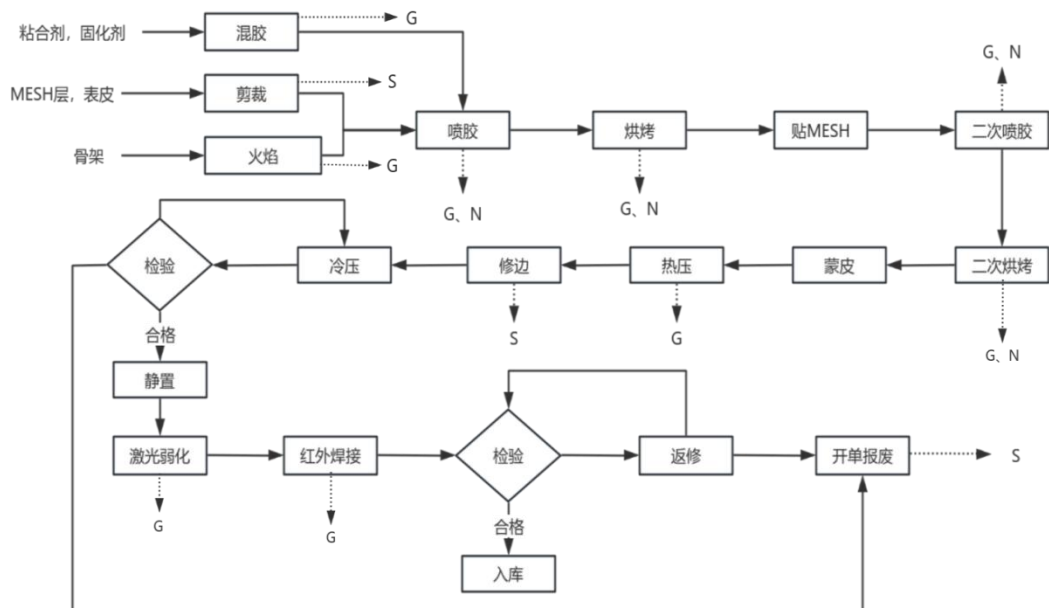 粘合剂，固化剂
混胶
G
MESH层，表皮
剪裁
S
骨架
火焰
G
喷胶
G、N
烘烤
G、N
贴MESH
二次喷胶
G、N
检验
冷压
修边
S
热压
G
蒙皮
二次烘烤
G、N
合格
静置
激光弱化
G
红外焊接
G
检验
返修
开单报废
S
合格
入库